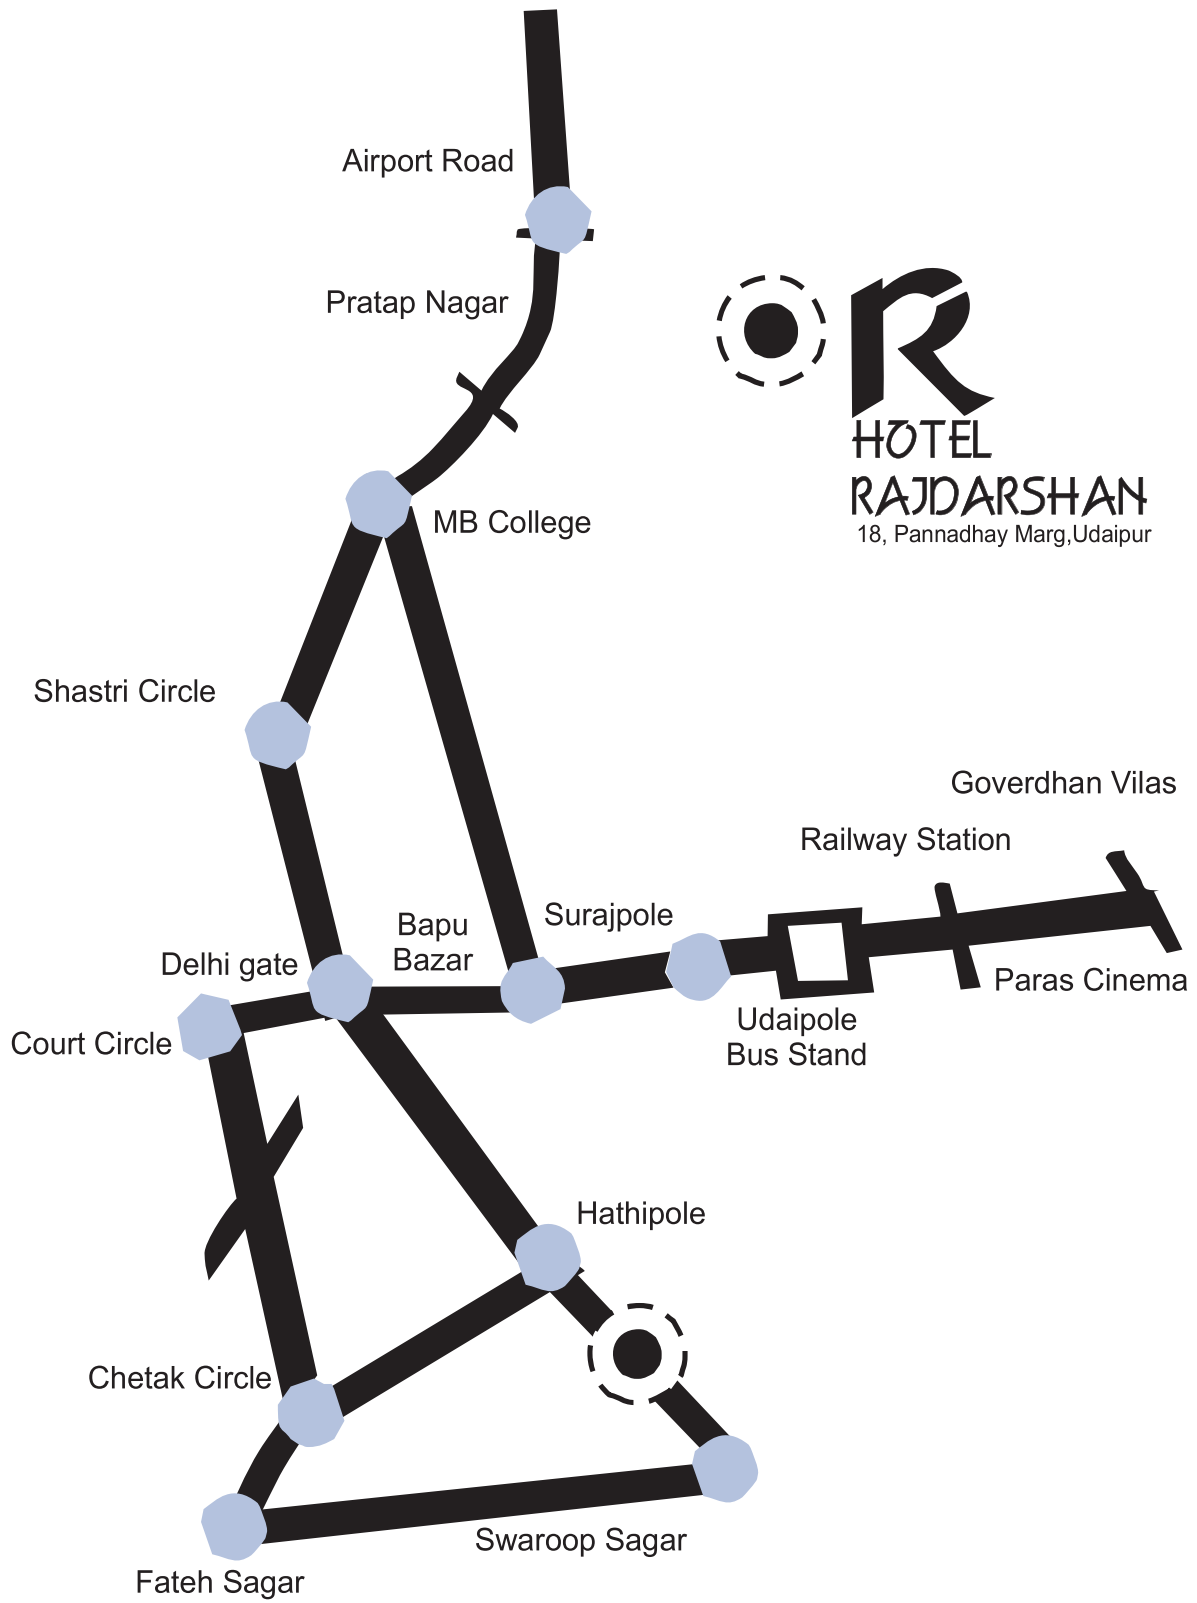 Airport Road
Pratap Nagar
HOTEL
RAJDARSHAN
18, Pannadhay Marg,Udaipur
MB College
Shastri Circle
Goverdhan Vilas
Railway Station
Surajpole
Bapu
Bazar
Delhi gate
Paras Cinema
Udaipole
Bus Stand
Court Circle
Hathipole
Chetak Circle
Swaroop Sagar
Fateh Sagar